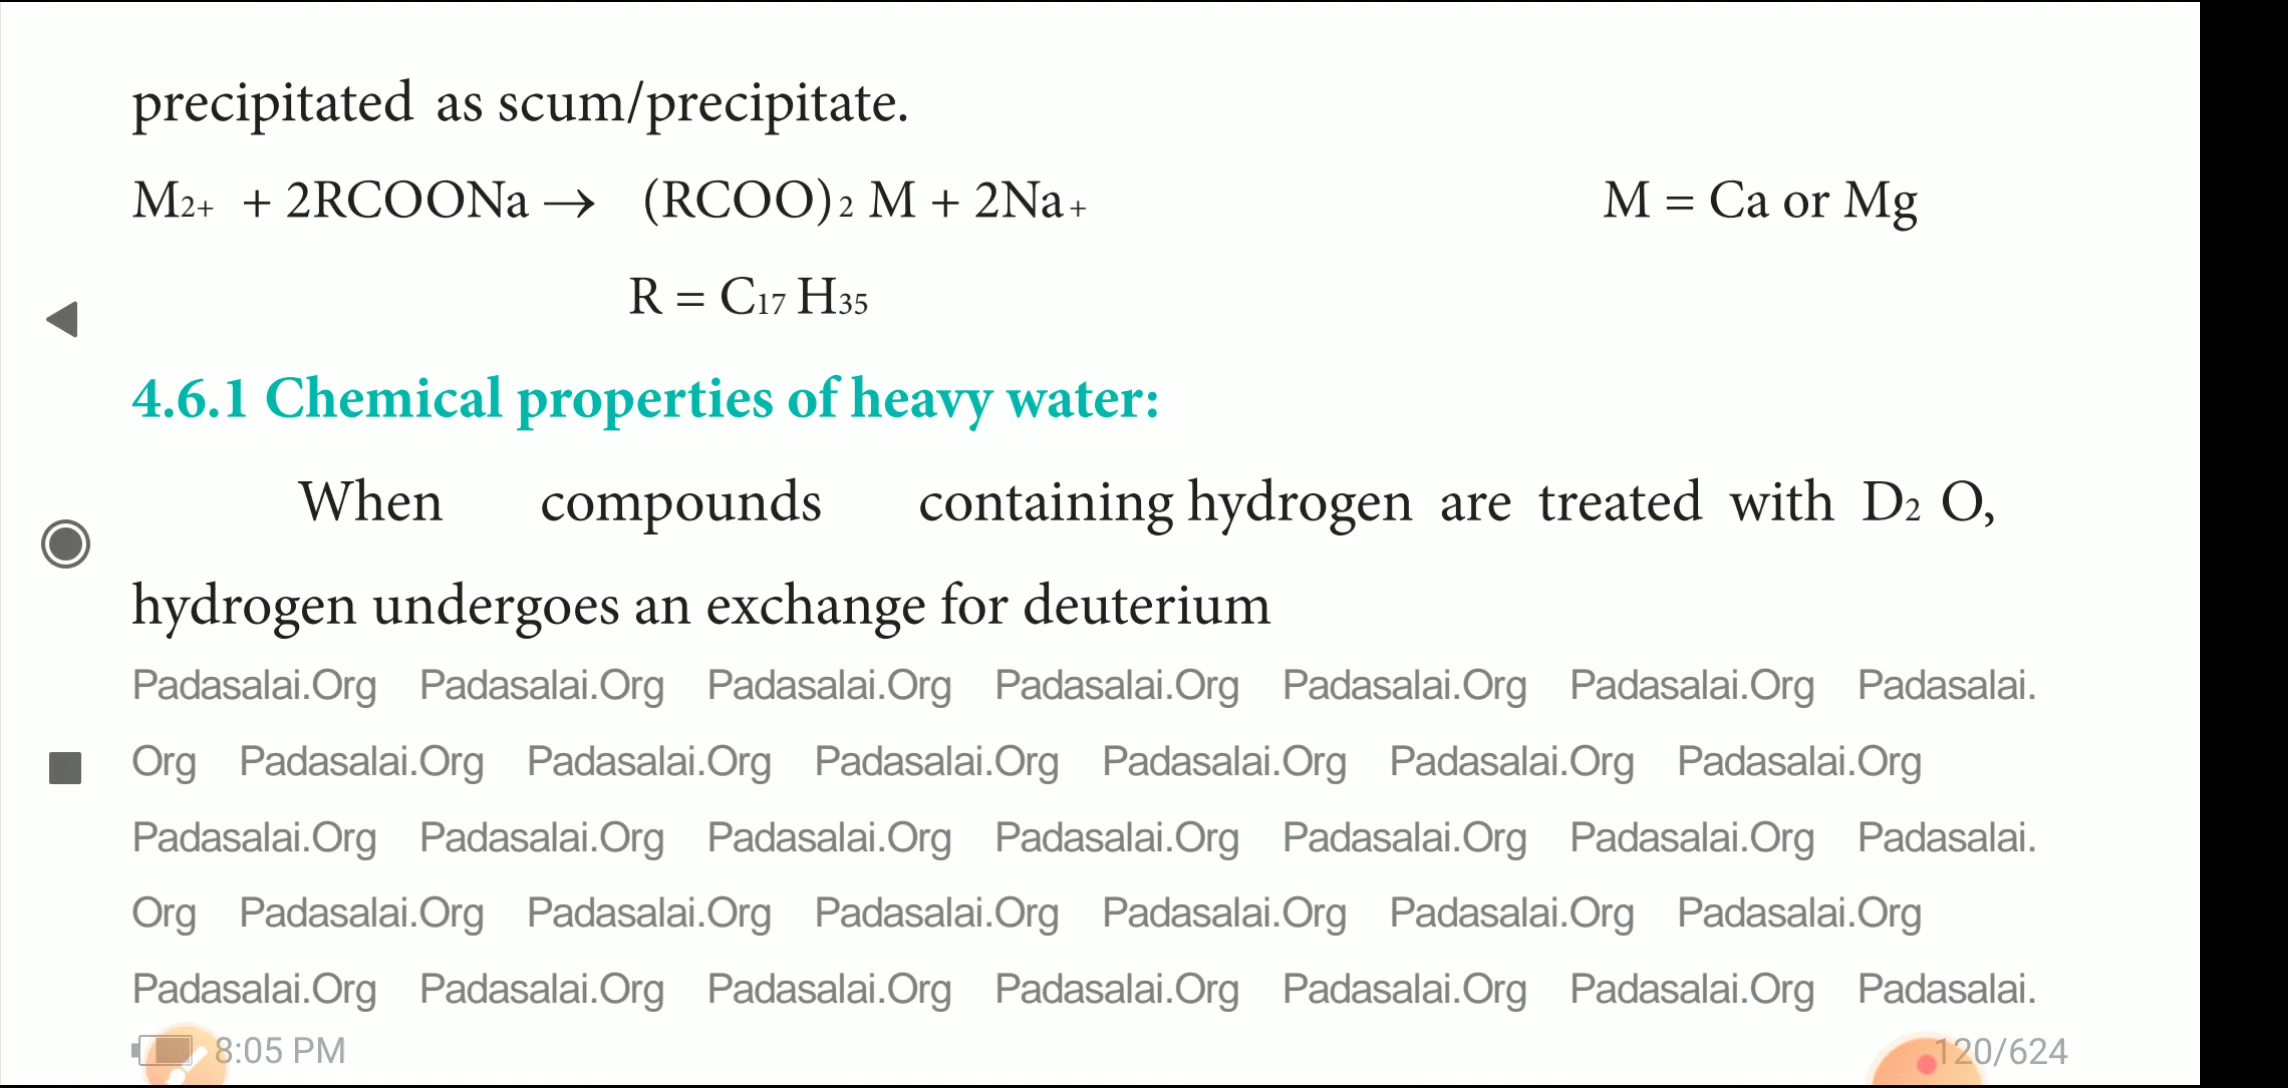 precipitated as scum/precipitate.
M2+ + 2RCOONa → (RCOO)2 M + 2Na+ M = Ca or Mg
R = C17 H35
4.6.1 Chemical properties of heavy water:
When compounds containing hydrogen are treated with D2 O,
hydrogen undergoes an exchange for deuterium
Padasalai.Org Padasalai.Org Padasalai.Org Padasalai.Org Padasalai.Org Padasalai.Org Padasalai.
Org Padasalai.Org Padasalai.Org Padasalai.Org Padasalai.Org Padasalai.Org Padasalai.Org
Padasalai.Org Padasalai.Org Padasalai.Org Padasalai.Org Padasalai.Org Padasalai.Org Padasalai.
Org Padasalai.Org Padasalai.Org Padasalai.Org Padasalai.Org Padasalai.Org Padasalai.Org
Padasalai.Org Padasalai.Org Padasalai.Org Padasalai.Org Padasalai.Org Padasalai.Org Padasalai.
8:05 PM 120/624